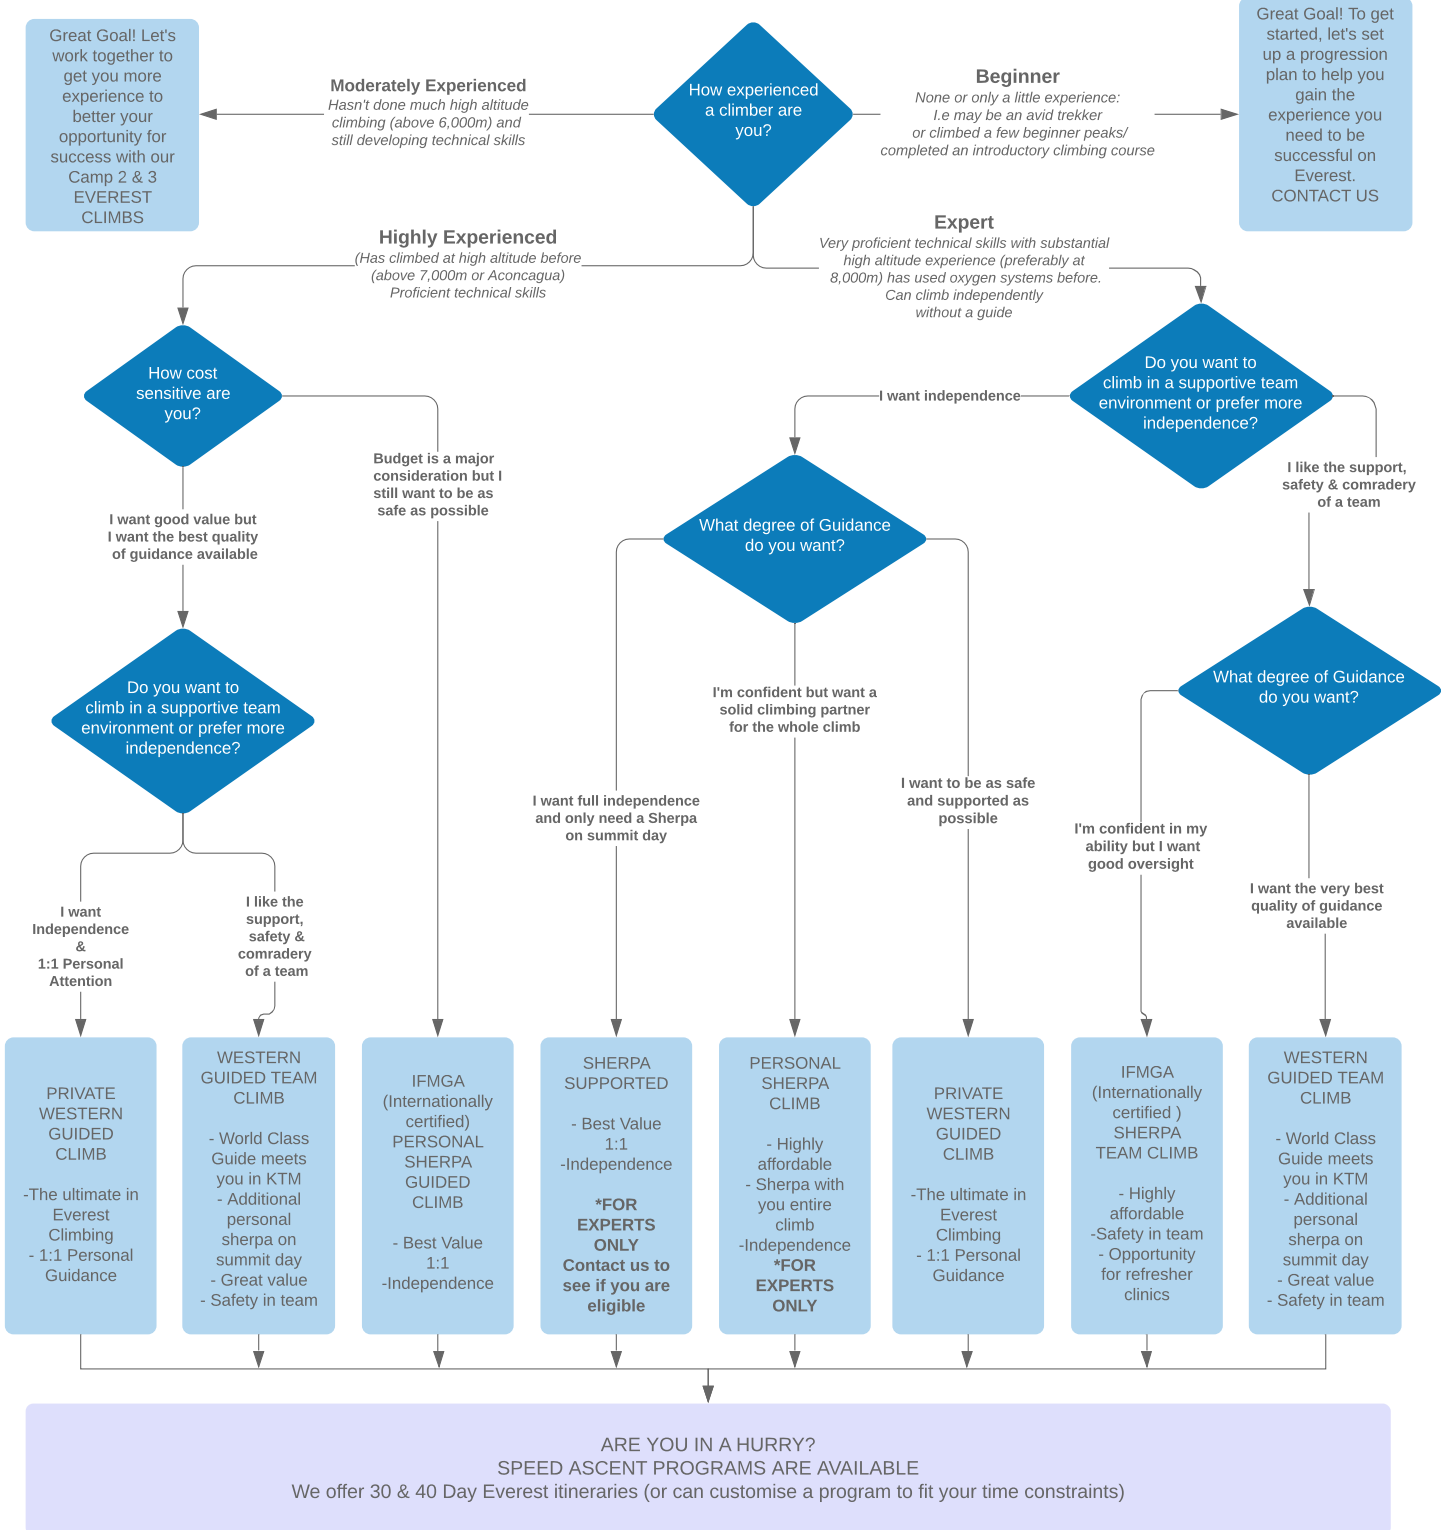 Great Goal! Let's
work together to
get you more
experience to
better your
opportunity for
success with our
Camp 2 & 3
EVEREST
CLIMBS
Moderately Experienced
Hasn't done much high altitude
climbing (above 6,000m) and
still developing technical skills
How experienced
a climber are
you?
Beginner
None or only a little experience:
I.e may be an avid trekker
or climbed a few beginner peaks/
completed an introductory climbing course
Great Goal! To get
started, let's set
up a progression
plan to help you
gain the
experience you
need to be
successful on
Everest.
CONTACT US
Highly Experienced
(Has climbed at high altitude before
(above 7,000m or Aconcagua)
Proficient technical skills
Expert
Very proficient technical skills with substantial
high altitude experience (preferably at
8,000m) has used oxygen systems before.
Can climb independently
without a guide
How cost
sensitive are
you?
Do you want to
climb in a supportive team
environment or prefer more
independence?
I want independence
Budget is a major
consideration but I
still want to be as
safe as possible
I like the support,
safety & comradery
of a team
I want good value but
I want the best quality
of guidance available
What degree of Guidance
do you want?
Do you want to
climb in a supportive team
environment or prefer more
independence?
What degree of Guidance
do you want?
I'm confident but want a
solid climbing partner
for the whole climb
I want full independence
and only need a Sherpa
on summit day
I want to be as safe
and supported as
possible
I'm confident in my
ability but I want
good oversight
I want the very best
quality of guidance
available
I want
Independence
&
1:1 Personal
Attention
I like the
support,
safety &
comradery
of a team
PRIVATE
WESTERN
GUIDED
CLIMB
-The ultimate in
Everest
Climbing
- 1:1 Personal
Guidance
WESTERN
GUIDED TEAM
CLIMB
- World Class
Guide meets
you in KTM
- Additional
personal
sherpa on
summit day
- Great value
- Safety in team
IFMGA
(Internationally
certified)
PERSONAL
SHERPA
GUIDED
CLIMB
- Best Value
1:1
-Independence
SHERPA
SUPPORTED
- Best Value
1:1
-Independence
*FOR
EXPERTS
ONLY
Contact us to
see if you are
eligible
PERSONAL
SHERPA
CLIMB
- Highly
affordable
- Sherpa with
you entire
climb
-Independence
*FOR
EXPERTS
ONLY
PRIVATE
WESTERN
GUIDED
CLIMB
-The ultimate in
Everest
Climbing
- 1:1 Personal
Guidance
IFMGA
(Internationally
certified )
SHERPA
TEAM CLIMB
- Highly
affordable
-Safety in team
- Opportunity
for refresher
clinics
WESTERN
GUIDED TEAM
CLIMB
- World Class
Guide meets
you in KTM
- Additional
personal
sherpa on
summit day
- Great value
- Safety in team
ARE YOU IN A HURRY?
SPEED ASCENT PROGRAMS ARE AVAILABLE
We offer 30 & 40 Day Everest itineraries (or can customise a program to fit your time constraints)